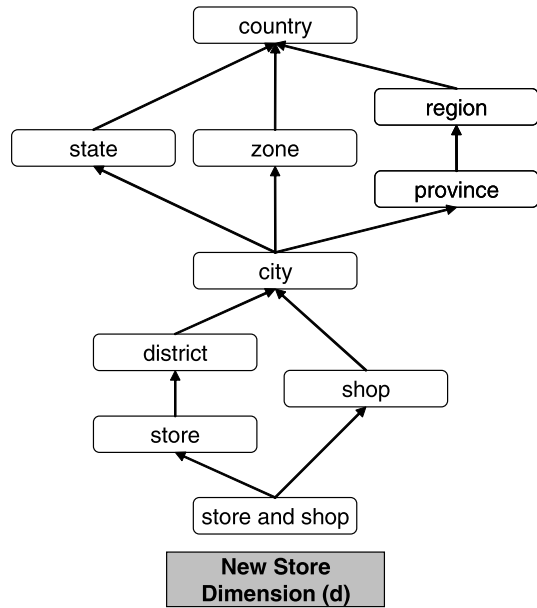 country
region
state
zone
province
city
district
shop
store
store and shop
New Store
Dimension (d)